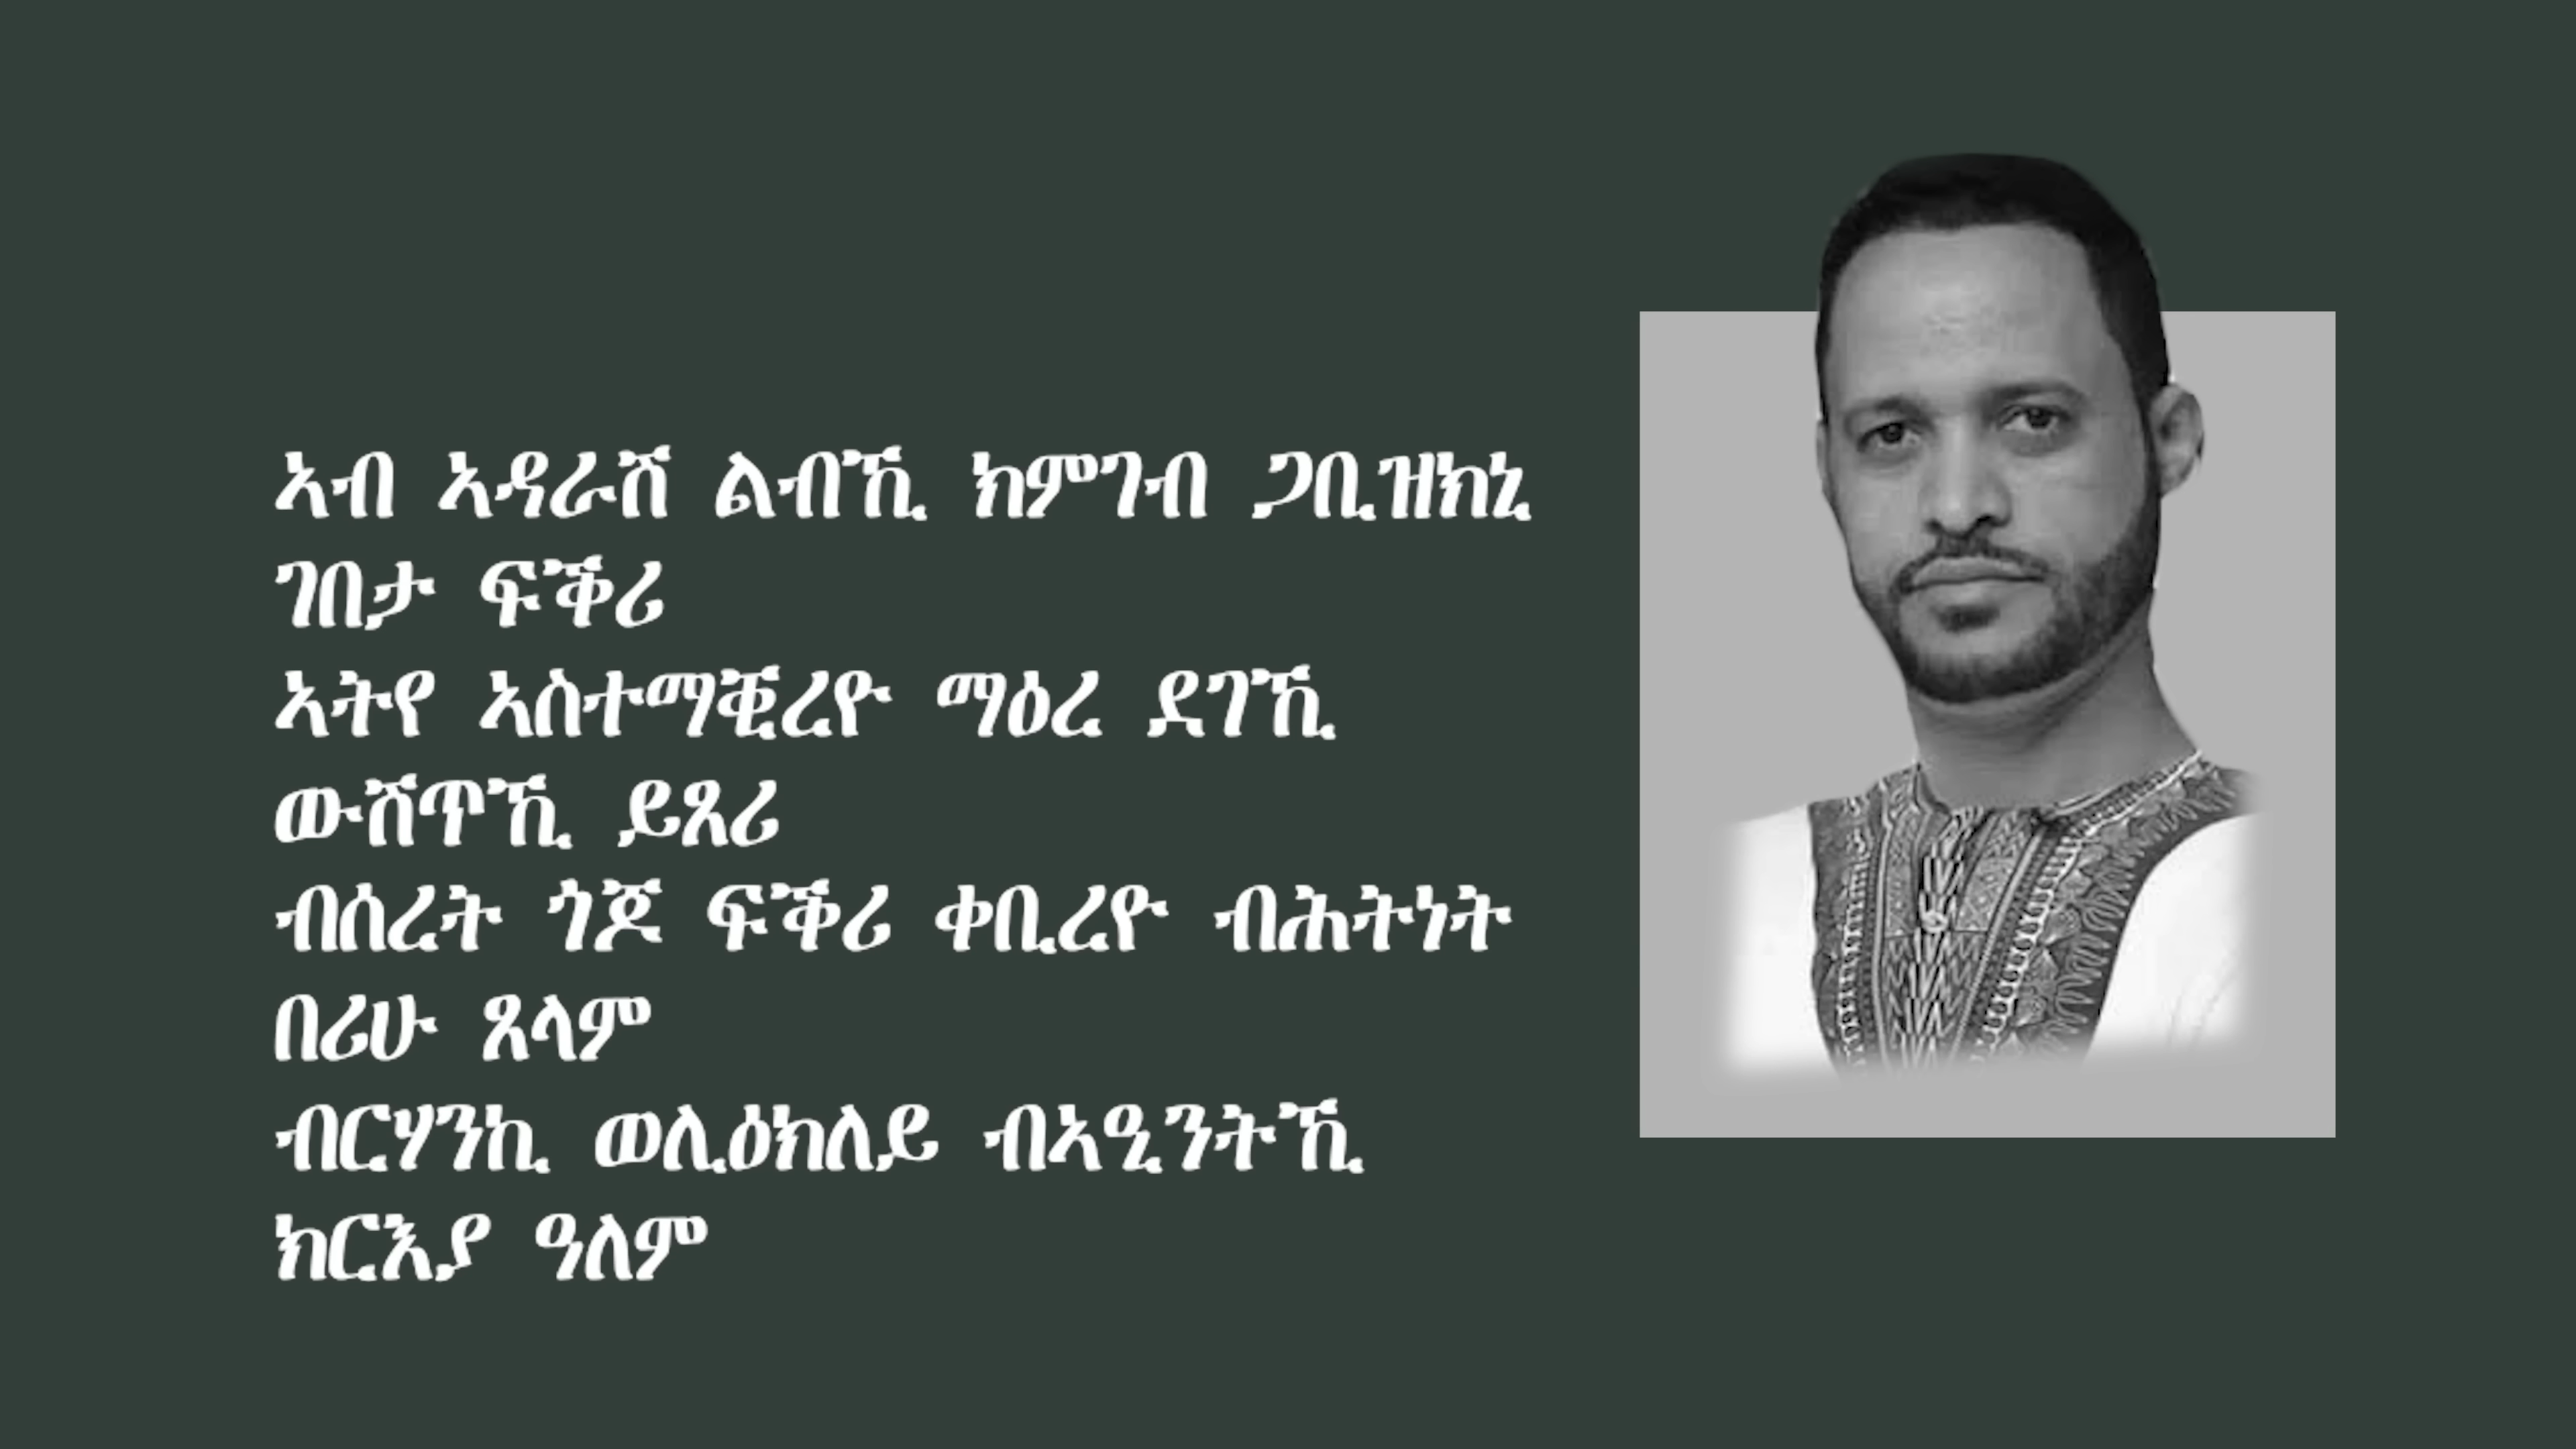 ኣብ ኣዳራሽ ልብኺ ክምገብ ጋቢዝክኒ
ገበታ ፍቕሪ
ኣትየ ኣስተማቒረዮ ማዕረ ደገኺ
ውሽጥኺ ይጸሪ
ብሰረት ጎጆ ፍቕሪ ቀቢረዮ ብሕትነት
በሪሁ ጸላም
ብርሃንኪ ወሊዕክለይ ብኣዒንትኺ
ክርእያ ዓለም